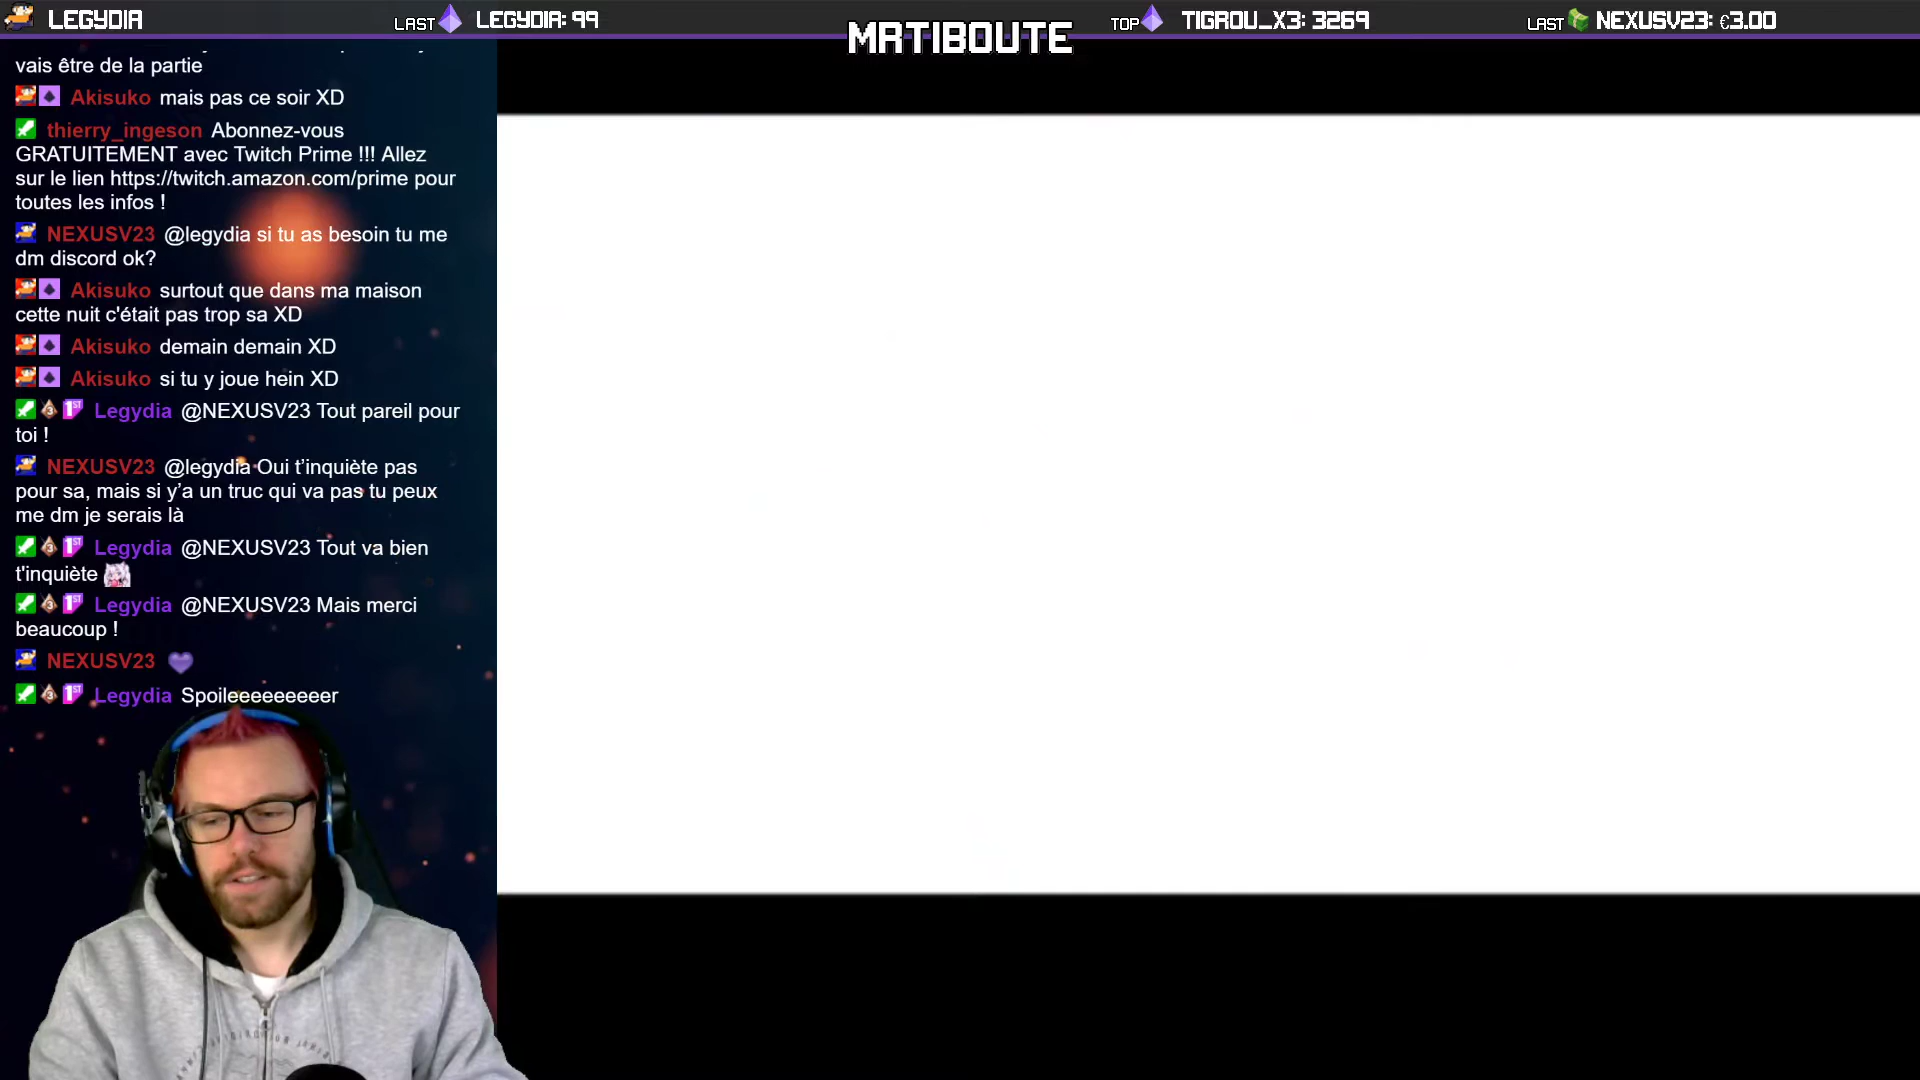 LEGYDIA
LAST LEGYDIA: 99
MATIBOUTE
TOP TIGROU_X3: 3269
LAST NEXUSV23: €3.00
vais être de la partie
Akisuko mais pas ce soir XD
thierry_ingeson Abonnez-vous
GRATUITEMENT avec Twitch Prime !!! Allez
sur le lien https://twitch.amazon.com/prime pour
toutes les infos !
NEXUSV23 @legydia si tu as besoin tu me
dm discord ok?
Akisuko surtout que dans ma maison
cette nuit c'était pas trop sa XD
Akisuko demain demain XD
Akisuko si tu y joue hein XD
Legydia @NEXUSV23 Tout pareil pour
toi !
NEXUSV23 @legydia Oui t’inquiète pas
pour sa, mais si y’a un truc qui va pas tu peux
me dm je serais là
Legydia @NEXUSV23 Tout va bien
t'inquiète
Legydia @NEXUSV23 Mais merci
beaucoup !
NEXUSV23
Legydia Spoileeeeeeeeer